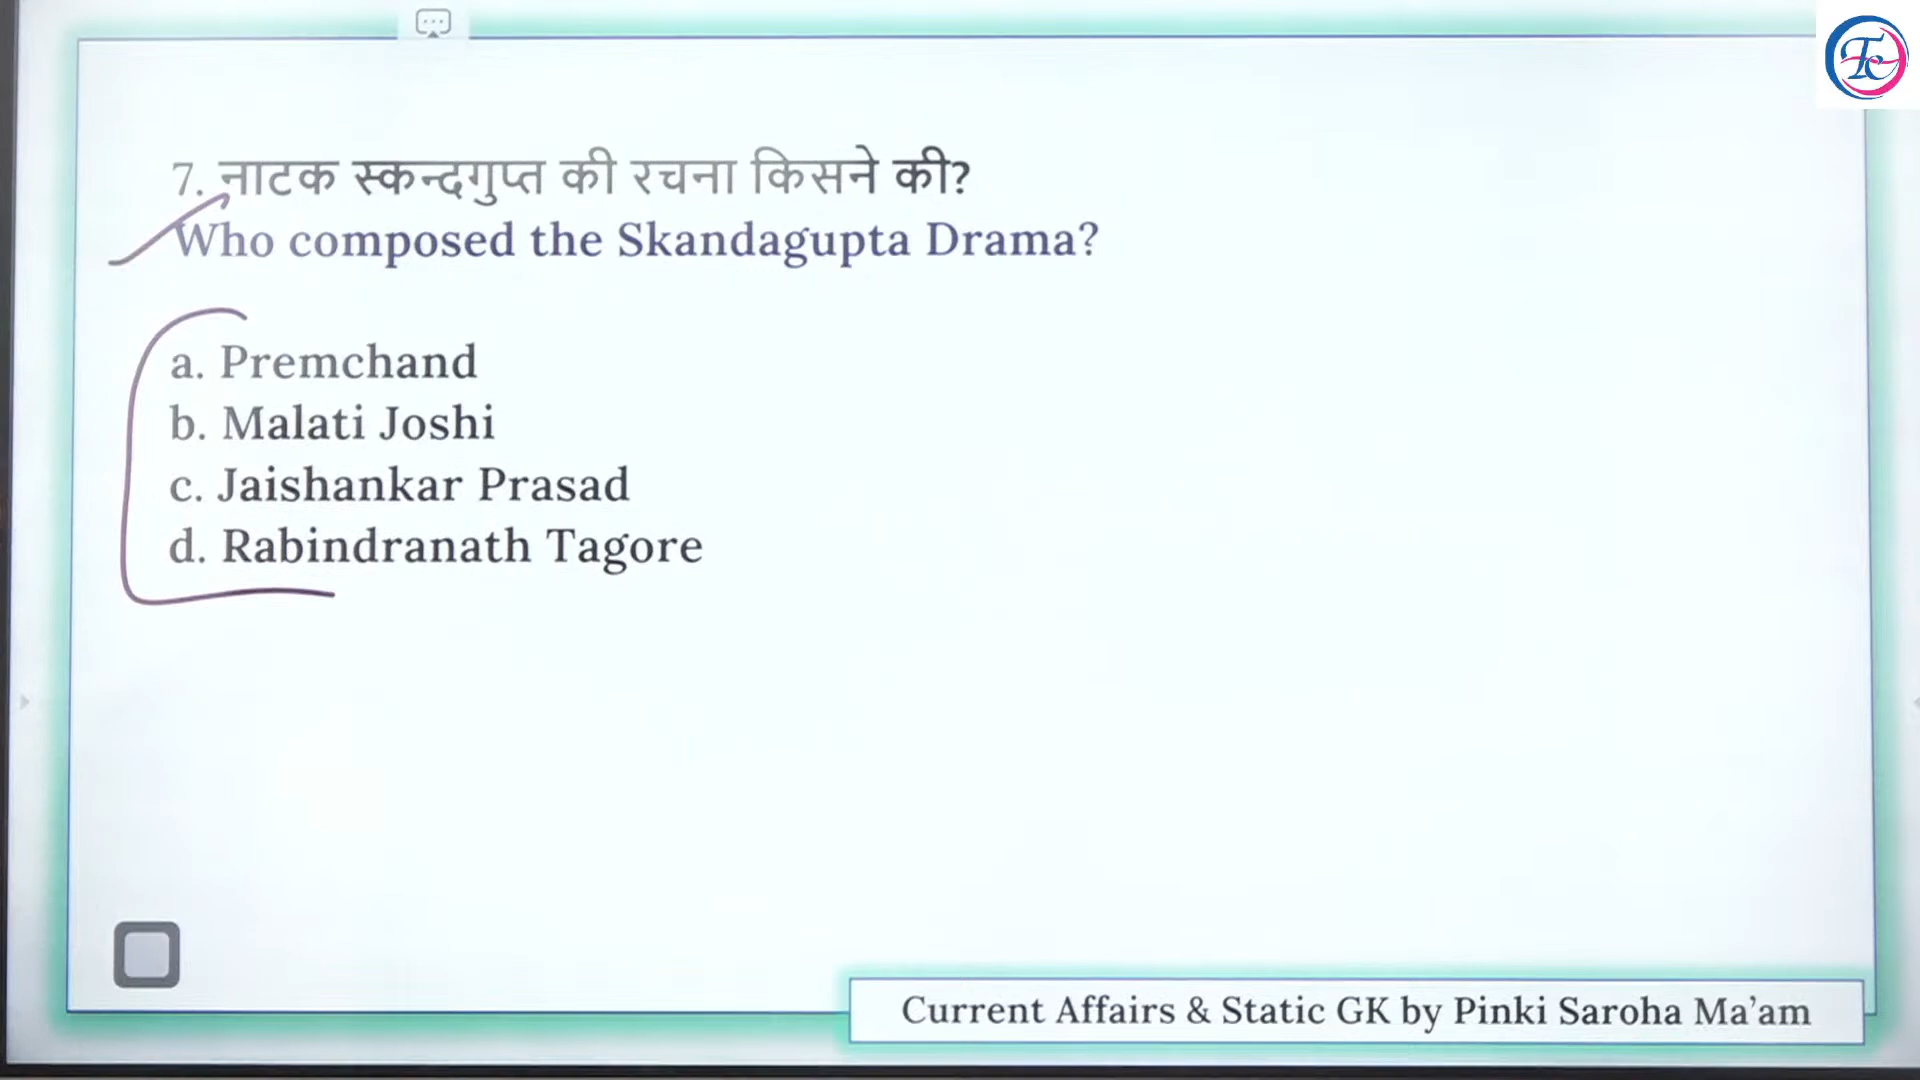 7. नाटक स्कन्दगुप्त की रचना किसने की?
Who composed the Skandagupta Drama?
a. Premchand
b. Malati Joshi
c. Jaishankar Prasad
d. Rabindranath Tagore
Current Affairs & Static GK by Pinki Saroha Ma'am
Tc